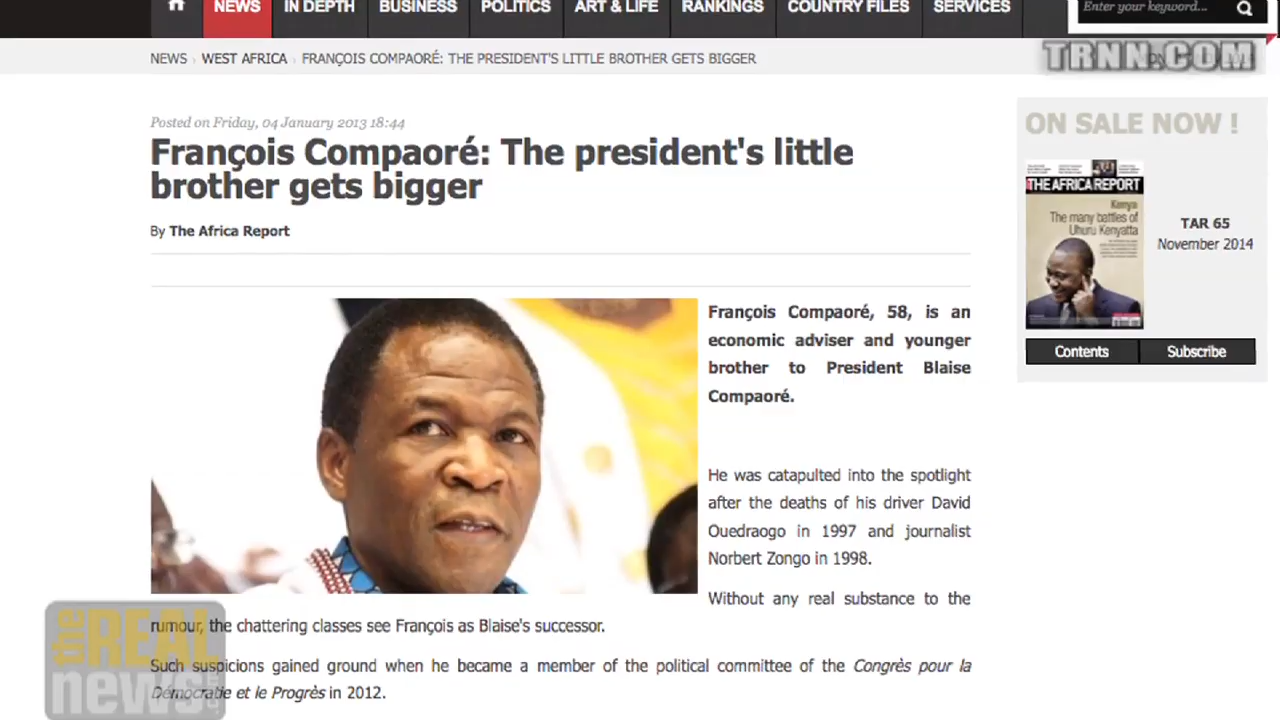 NEWS IN DEPTH BUSINESS POLITICS ART & LIFE RANKINGS COUNTRY FILES SERVICES Enter your keyword...
NEWS › WEST AFRICA › FRANÇOIS COMPAORÉ: THE PRESIDENT'S LITTLE BROTHER GETS BIGGER
TRNN.COM
Posted on Friday, 04 January 2013 18:44
François Compaoré: The president's little
brother gets bigger
By The Africa Report
François Compaoré, 58, is an
economic adviser and younger
brother to President Blaise
Compaoré.
He was catapulted into the spotlight
after the deaths of his driver David
Ouedraogo in 1997 and journalist
Norbert Zongo in 1998.
Without any real substance to the
rumour, the chattering classes see François as Blaise's successor.
Such suspicions gained ground when he became a member of the political committee of the Congrès pour la
Démocratie et le Progrès in 2012.
ON SALE NOW !
THE AFRICA REPORT
Kenya
The many battles of
Uhuru Kenyatta
TAR 65
November 2014
Contents Subscribe
the REAL
news.com